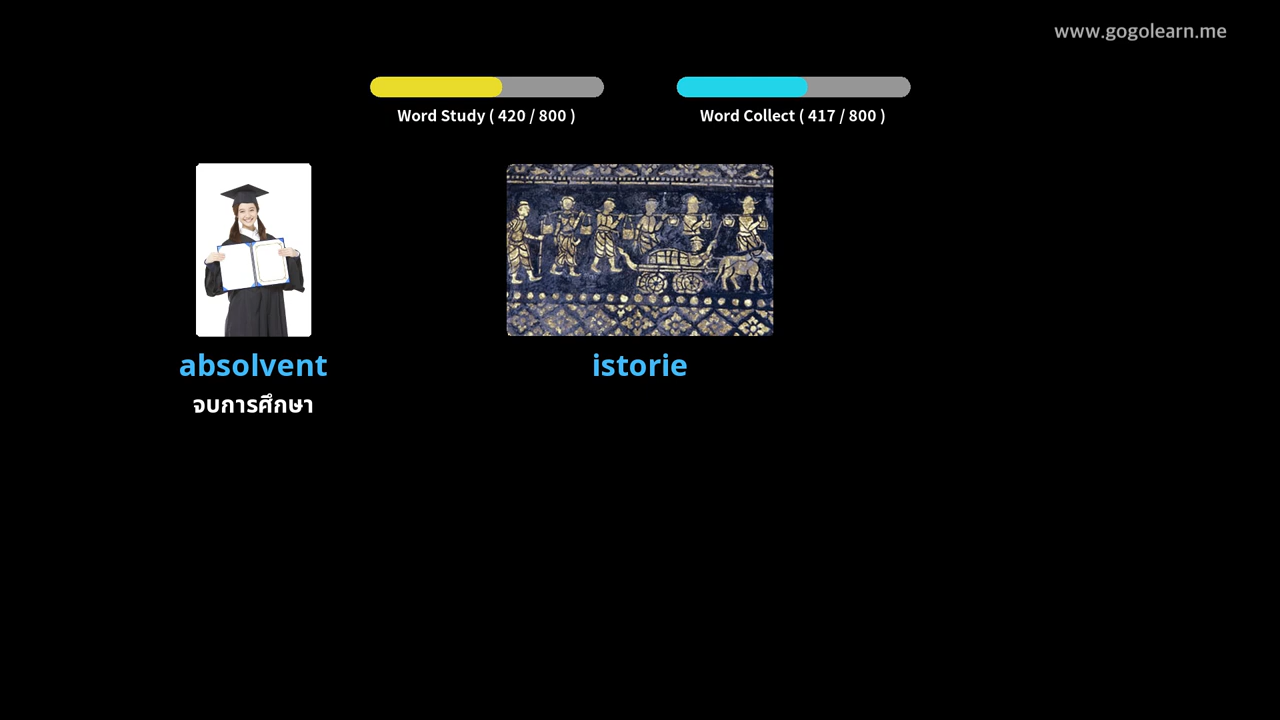 www.gogolearn.me
Word Study ( 420 / 800 )
Word Collect ( 417 / 800 )
absolvent
จบการศึกษา
istorie